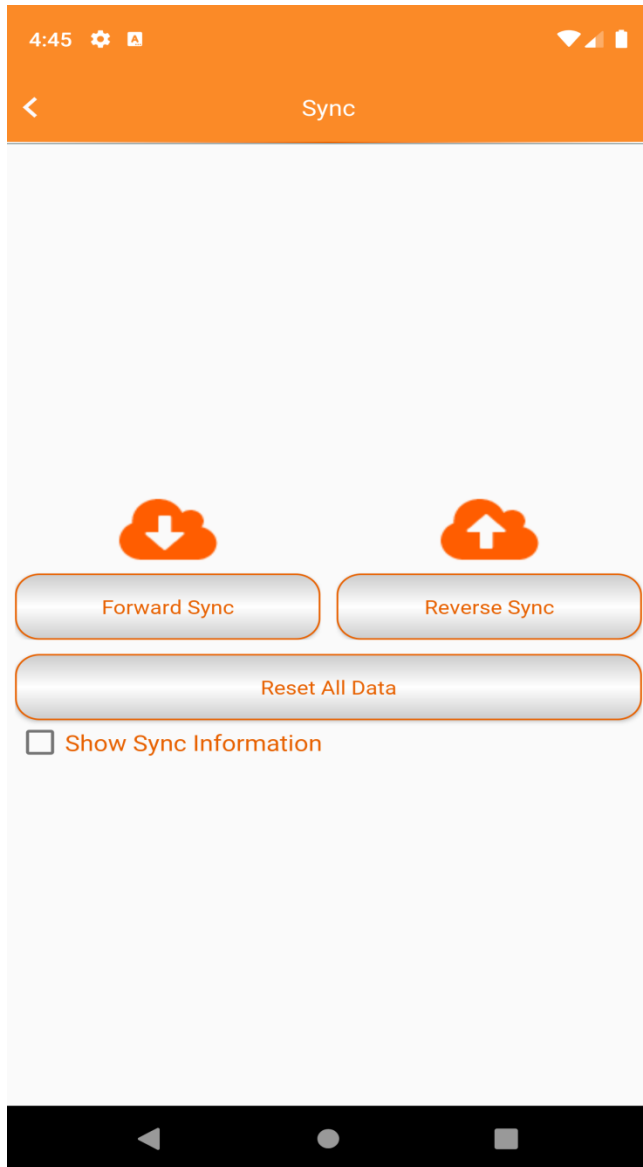 4:45
Sync
Forward Sync
Reverse Sync
Reset All Data
Show Sync Information